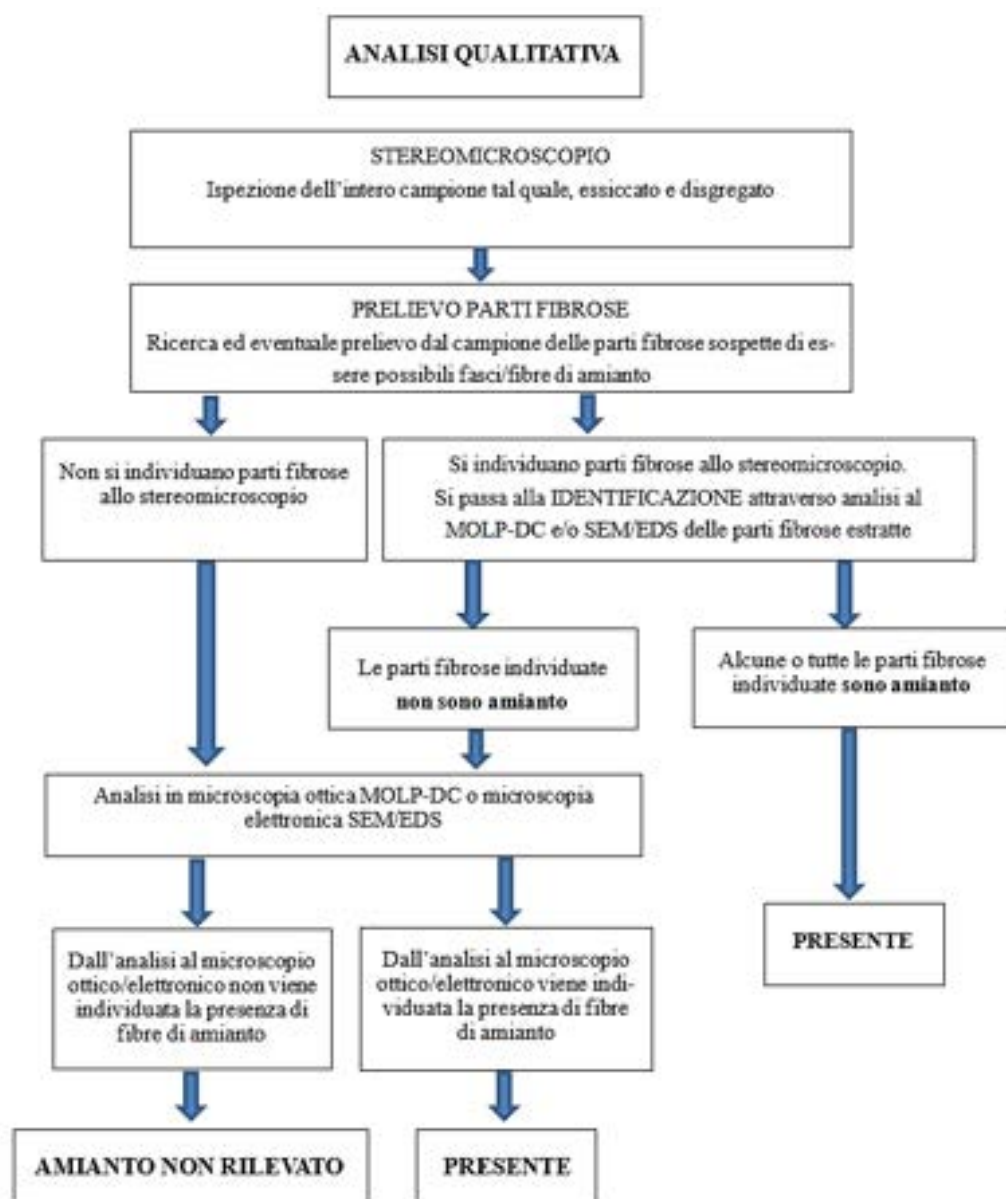 ANALISI QUALITATIVA
STEREOMICROSCOPIO
Ispezione dell'intero campione tal quale, essiccato e disgregato
PRELIEVO PARTI FIBROSE
Ricerca ed eventuale prelievo dal campione delle parti fibrose sospette di es-
sere possibili fasci/fibre di amianto
Non si individuano parti fibrose
allo stereomicroscopio
Si individuano parti fibrose allo stereomicroscopio.
Si passa alla IDENTIFICAZIONE attraverso analisi al
MOLP-DC e/o SEM/EDS delle parti fibrose estratte
Le parti fibrose individuate
non sono amianto
Alcune o tutte le parti fibrose
individuate sono amianto
Analisi in microscopia ottica MOLP-DC o microscopia
elettronica SEM/EDS
PRESENTE
Dall'analisi al microscopio
ottico/elettronico non viene
individuata la presenza di
fibre di amianto
Dall'analisi al microscopio
ottico/elettronico viene indi-
viduata la presenza di fibre
di amianto
AMIANTO NON RILEVATO
PRESENTE